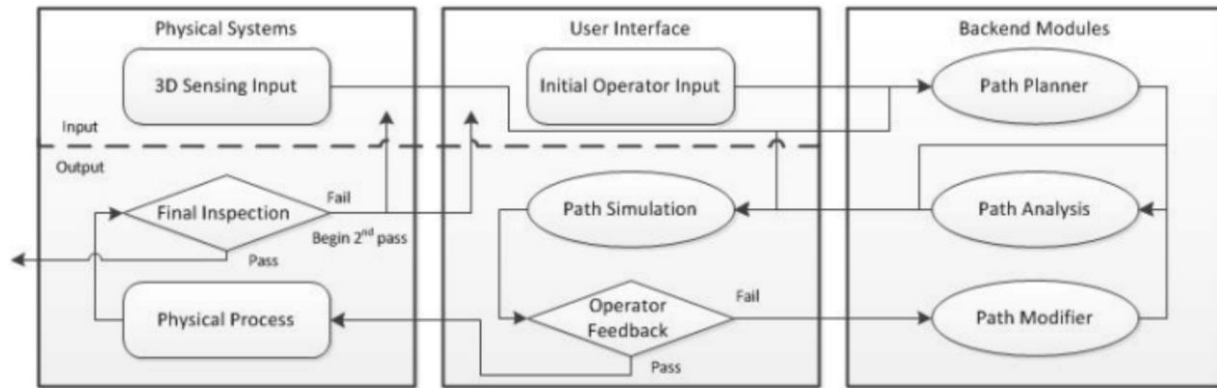 Physical Systems
User Interface
Backend Modules
3D Sensing Input
Initial Operator Input
Path Planner
Input
Output
Final Inspection
Fail
Begin 2nd pass
Pass
Path Simulation
Path Analysis
Physical Process
Operator
Feedback
Fail
Pass
Path Modifier